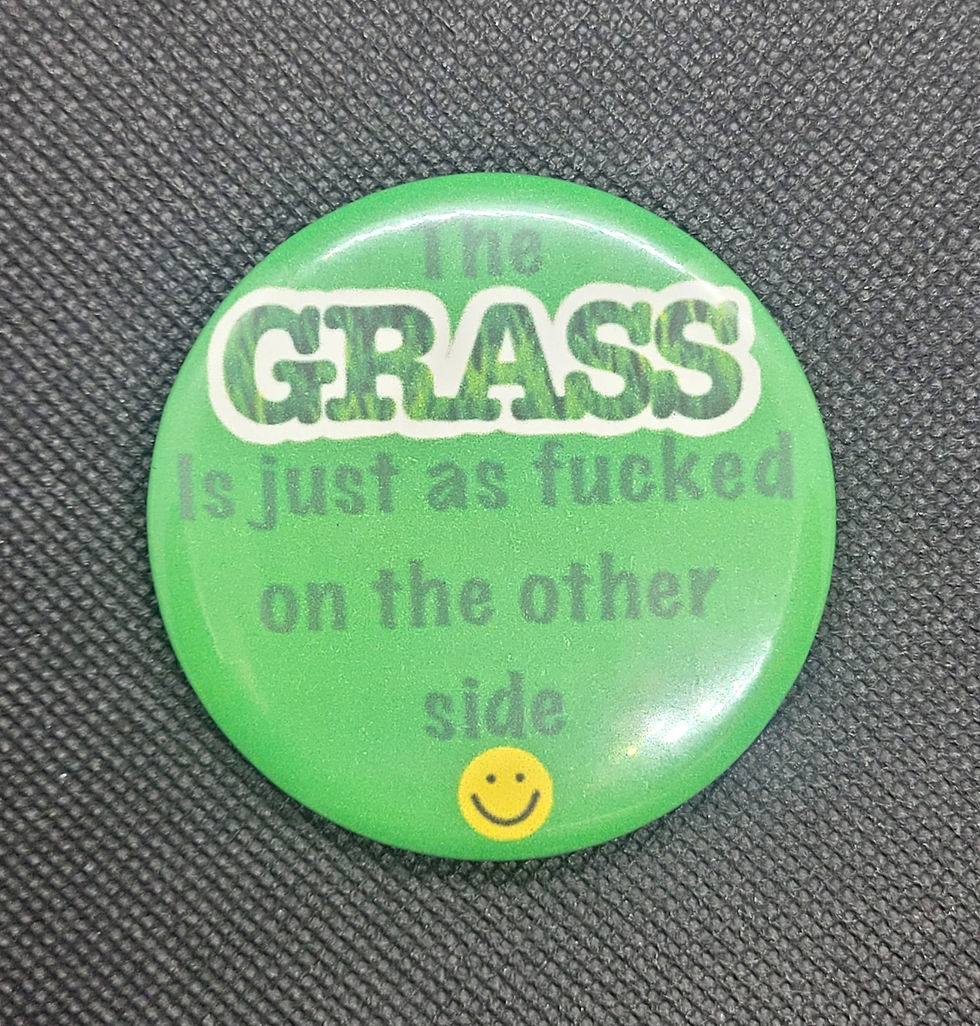 The
GRASS
Is just as fucked
on the other
side